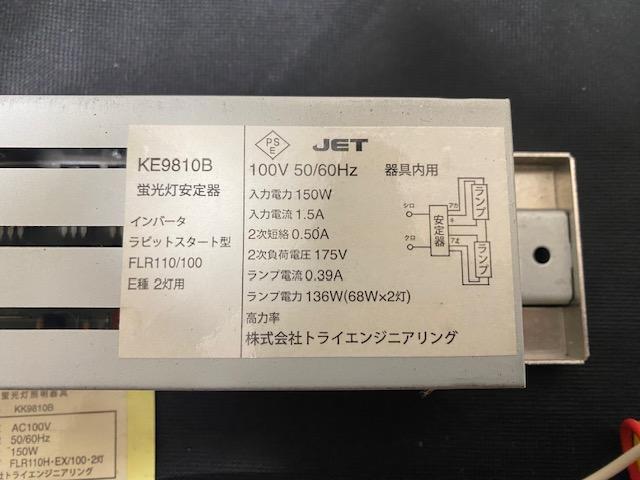 KE9810B
蛍光灯安定器
インバータ
ラピットスタート型
FLR110/100
E種 2灯用
PS
E
JET
100V 50/60Hz 器具内用
入力電力 150W
入力電流 1.5A
2次短絡 0.50A
2次負荷電圧 175V
ランプ電流 0.39A
ランプ電力 136W(68W×2灯)
高力率
株式会社トライエンジニアリング
シロ
クロ
安定器
アカ
キ
アオ
ランプ
ランプ
蛍光灯照明器具
KK9810B
AC100V
50/60Hz
150W
FLR110H・EX/100・2灯
社トライエンジニアリング